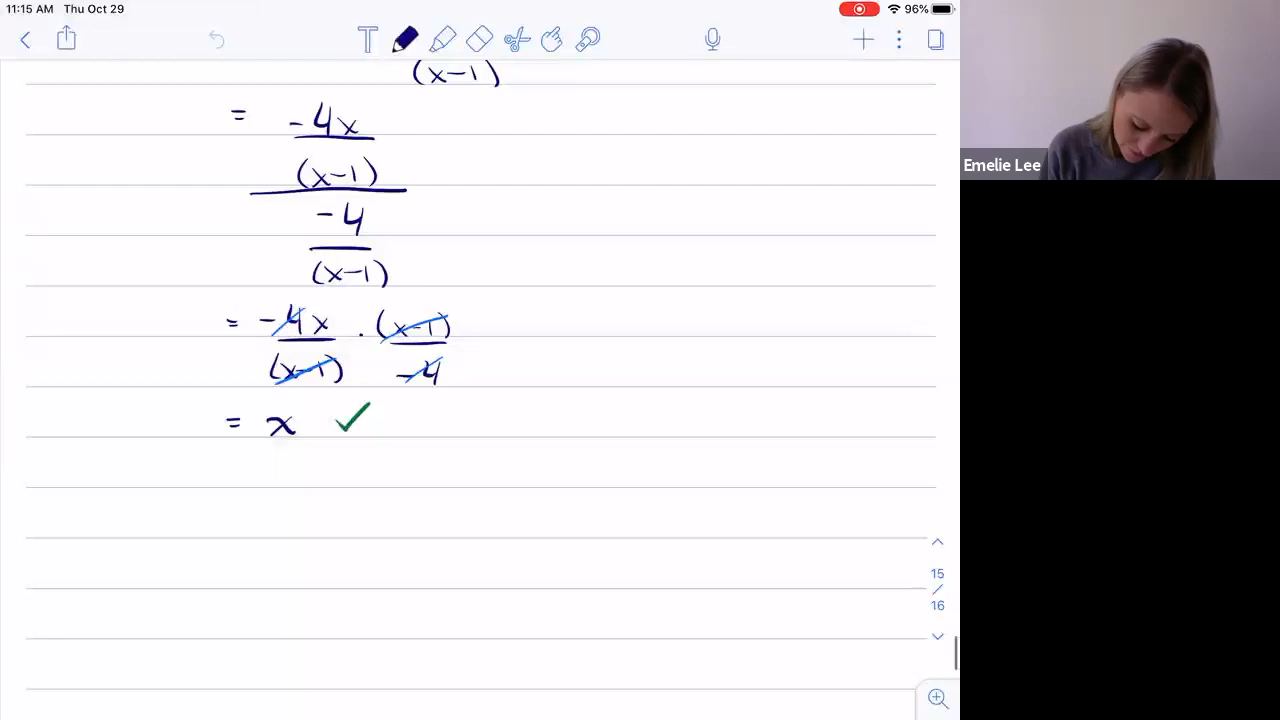 11:15 AM Thu Oct 29 96%
(x-1)
= -4x
(x-1)
-4
(x-1)
= -4x . (x-1)
(x-1) -4
= x ✓
15
/
16
Emelie Lee
T